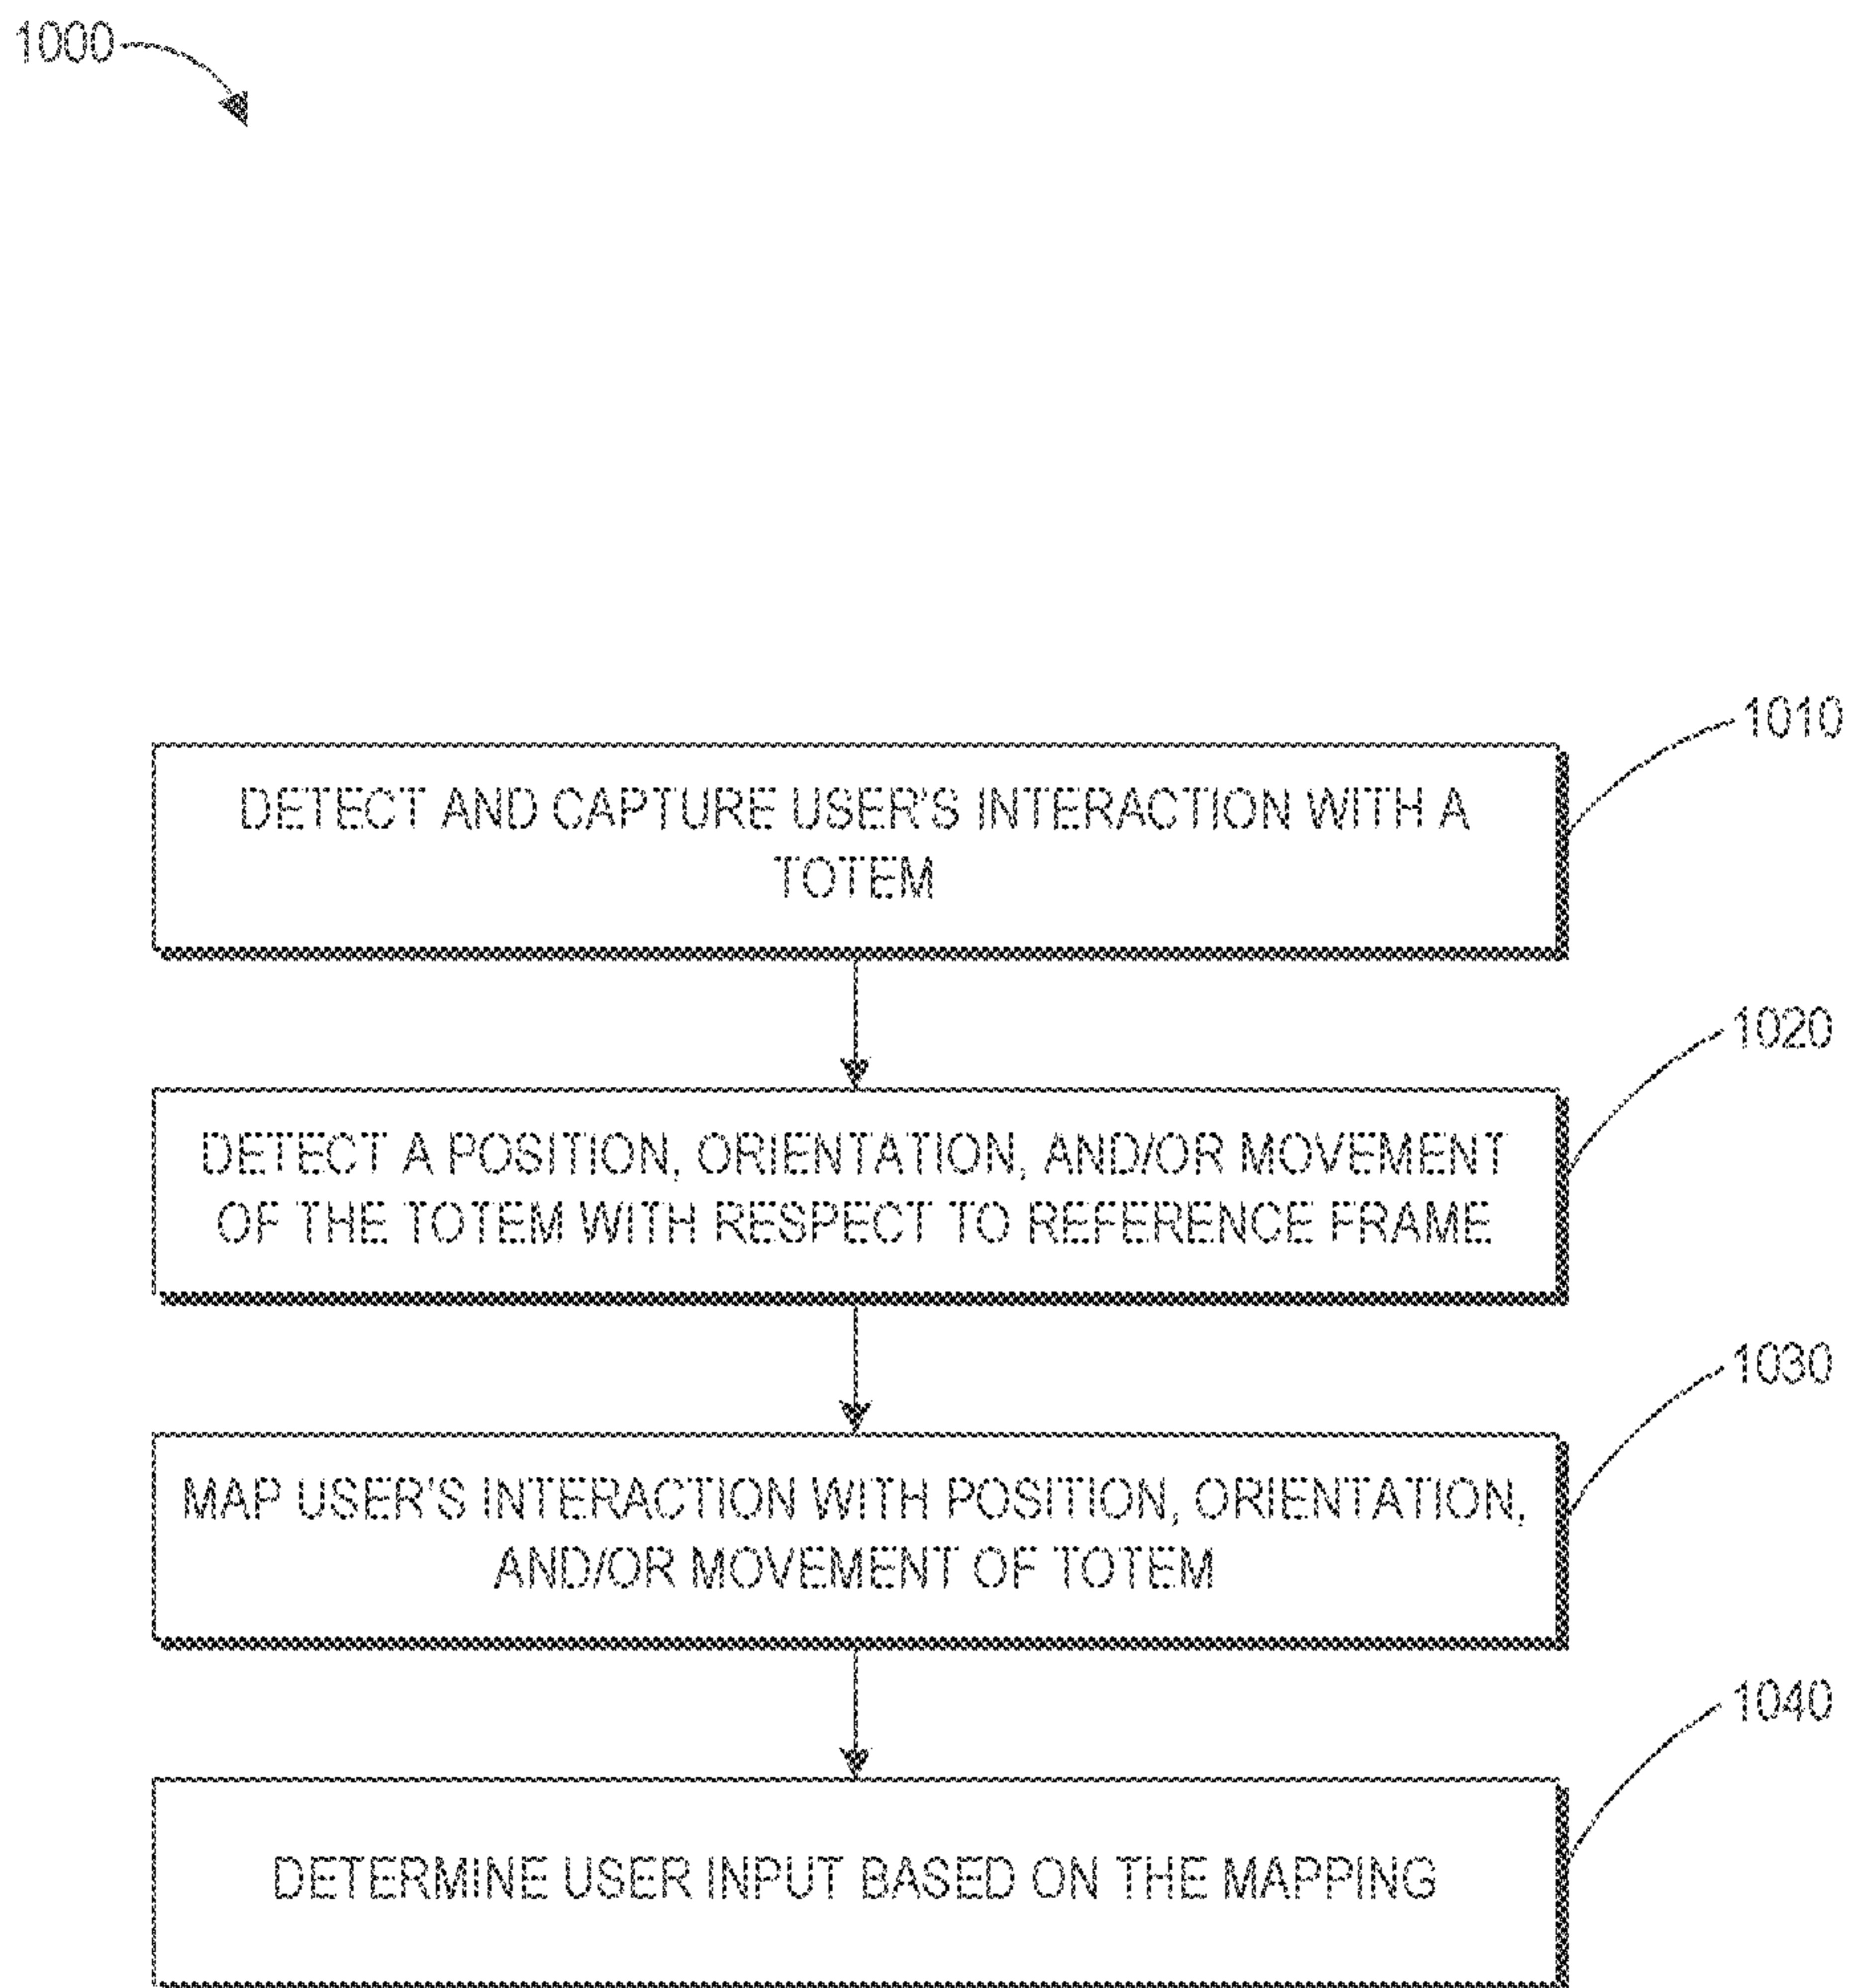 1000
1010
DETECT AND CAPTURE USER'S INTERACTION WITH A
TOTEM
1020
DETECT A POSITION, ORIENTATION, AND/OR MOVEMENT
OF THE TOTEM WITH RESPECT TO REFERENCE FRAME
1030
MAP USER'S INTERACTION WITH POSITION, ORIENTATION,
AND/OR MOVEMENT OF TOTEM
1040
DETERMINE USER INPUT BASED ON THE MAPPING